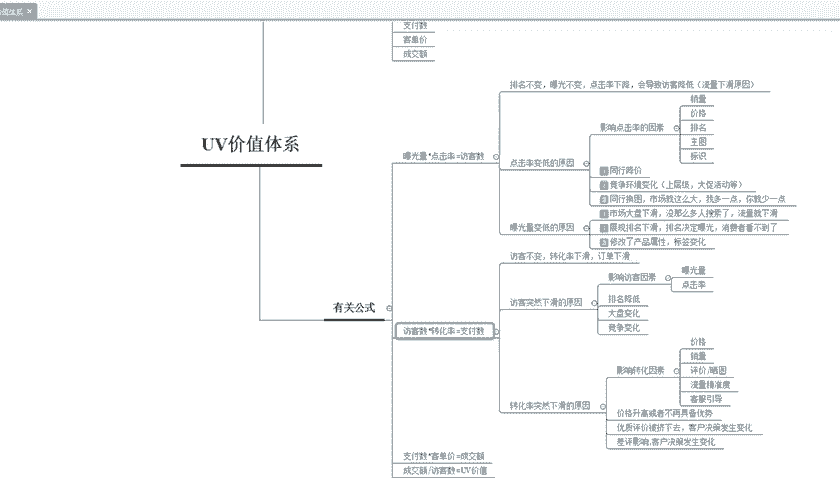 值体系 ×
支付数
客单价
成交额
UV价值体系
有关公式
曝光量*点击率=访客数
排名不变，曝光不变，点击率下降，会导致访客降低（流量下滑原因）
点击率变低的原因
影响点击率的因素
销量
价格
排名
主图
标识
同行降价
竞争环境变化（上层级，大促活动等）
同行换图，市场就这么大，找多一点，你就少一点
曝光量变低的原因
市场大盘下滑，没那么多人搜索了，流量就下滑
展现排名下滑，排名决定曝光，消费者看不到了
修改了产品属性，标签变化
访客数*转化率=支付数
访客不变，转化率下滑，订单下滑
访客突然下滑的原因
影响访客因素
曝光量
点击率
排名降低
大盘变化
竞争变化
转化率突然下滑的原因
影响转化因素
价格
销量
评价/晒图
流量精准度
客服引导
价格升高或者不再具备优势
优质评价被挤下去，客户决策发生变化
差评影响,客户决策发生变化
支付数*客单价=成交额
成交额/访客数=UV价值